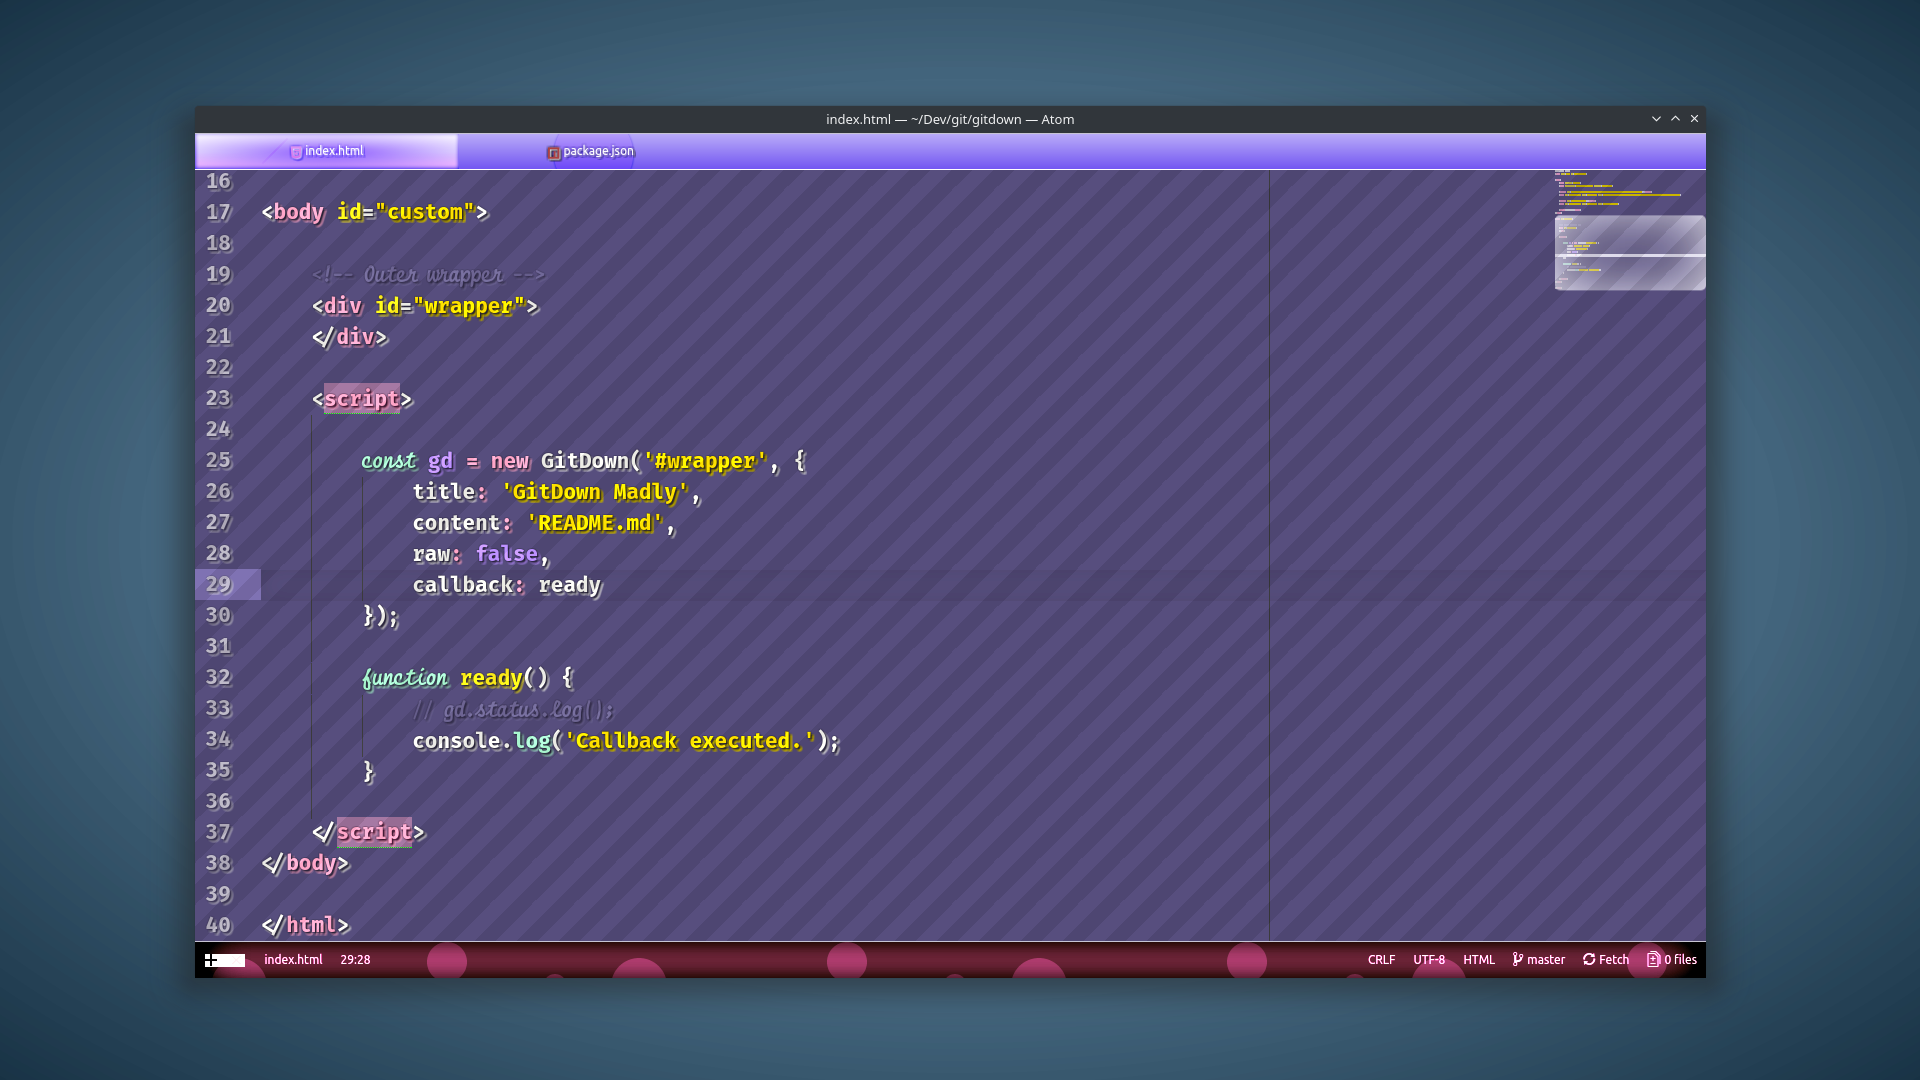 index.html — ~/Dev/git/gitdown — Atom
index.html package.json
16
17 <body id="custom">
18
19 <!-- Outer wrapper -->
20 <div id="wrapper">
21 </div>
22
23 <script>
24
25 const gd = new GitDown('#wrapper', {
26 title: 'GitDown Madly',
27 content: 'README.md',
28 raw: false,
29 callback: ready
30 });
31
32 function ready() {
33 // gd.status.log();
34 console.log('Callback executed.');
35 }
36
37 </script>
38 </body>
39
40 </html>
index.html 29:28 CRLF UTF-8 HTML master Fetch 0 files